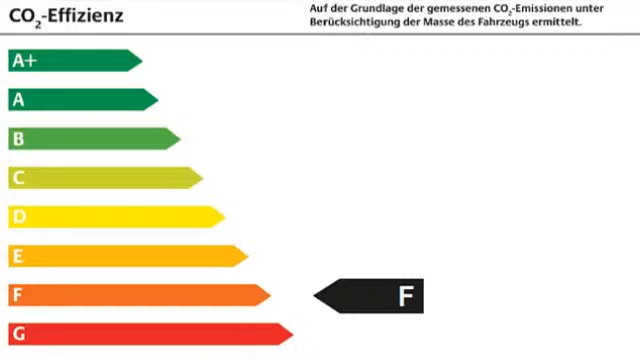 CO₂-Effizienz
Auf der Grundlage der gemessenen CO₂-Emissionen unter
Berücksichtigung der Masse des Fahrzeugs ermittelt.
A+
A
B
C
D
E
F
F
G